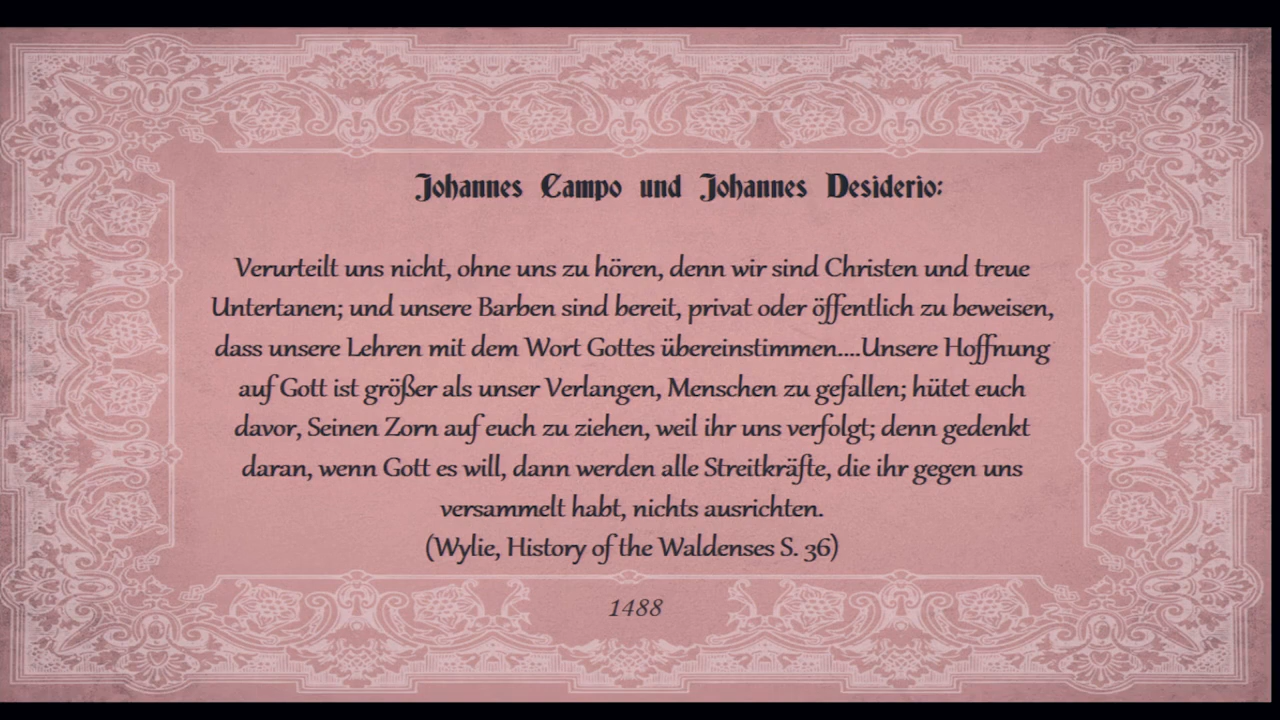 Johannes Campo und Johannes Desiderio:
Verurteilt uns nicht, ohne uns zu hören, denn wir sind Christen und treue
Untertanen; und unsere Barben sind bereit, privat oder öffentlich zu beweisen,
dass unsere Lehren mit dem Wort Gottes übereinstimmen....Unsere Hoffnung
auf Gott ist größer als unser Verlangen, Menschen zu gefallen; hütet euch
davor, Seinen Zorn auf euch zu ziehen, weil ihr uns verfolgt; denn gedenkt
daran, wenn Gott es will, dann werden alle Streitkräfte, die ihr gegen uns
versammelt habt, nichts ausrichten.
(Wylie, History of the Waldenses S. 36)
1488